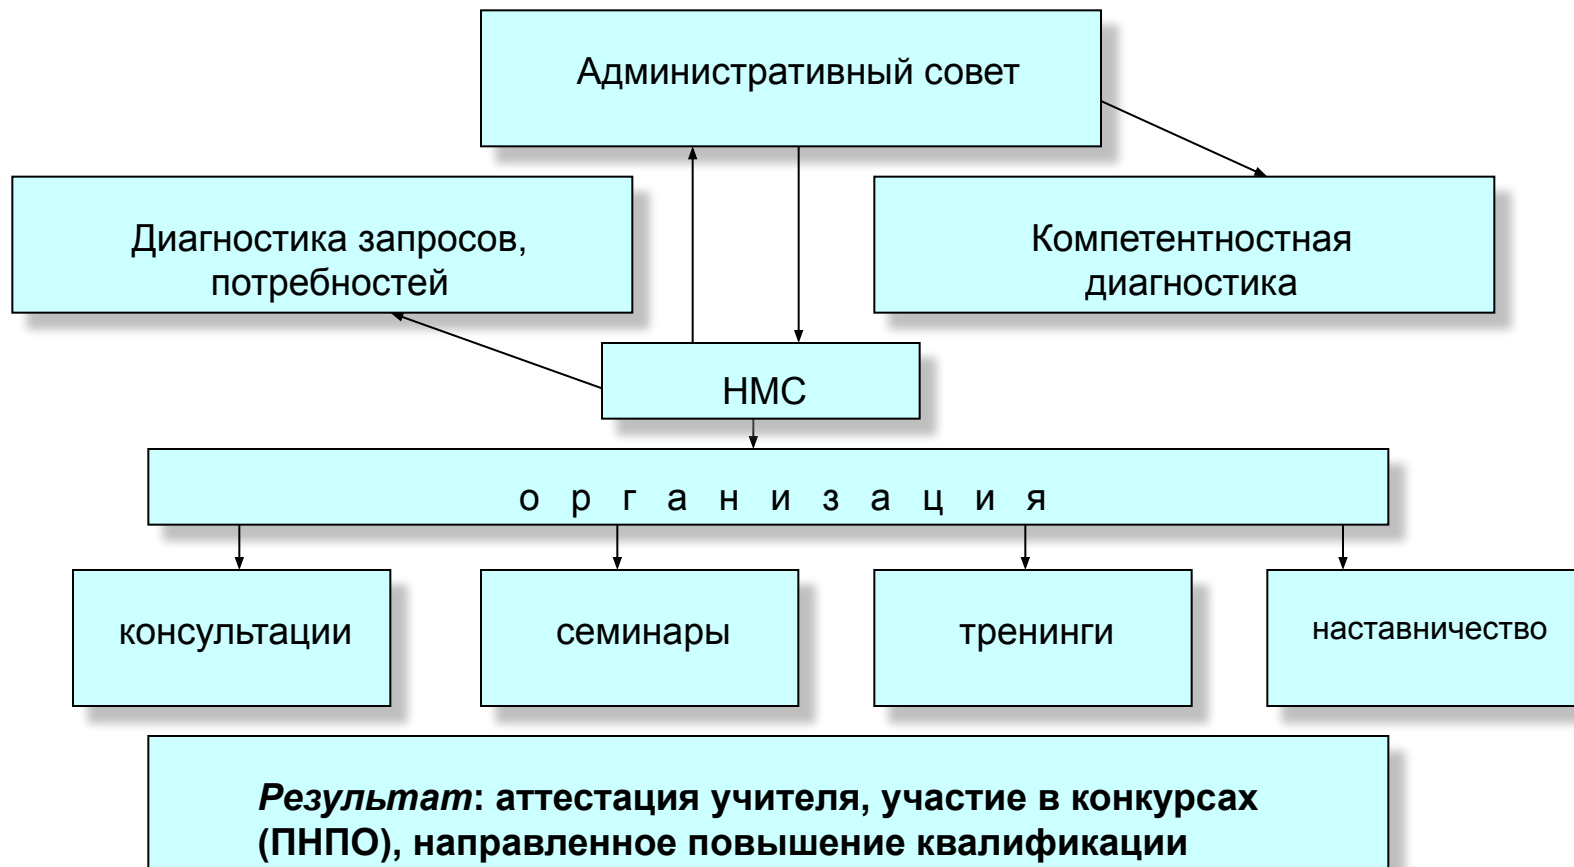 Административный совет
Диагностика запросов,
потребностей
Компетентностная
диагностика
НМС
о р г а н и з а ц и я
консультации
семинары
тренинги
наставничество
Результат: аттестация учителя, участие в конкурсах
(ПНПО), направленное повышение квалификации